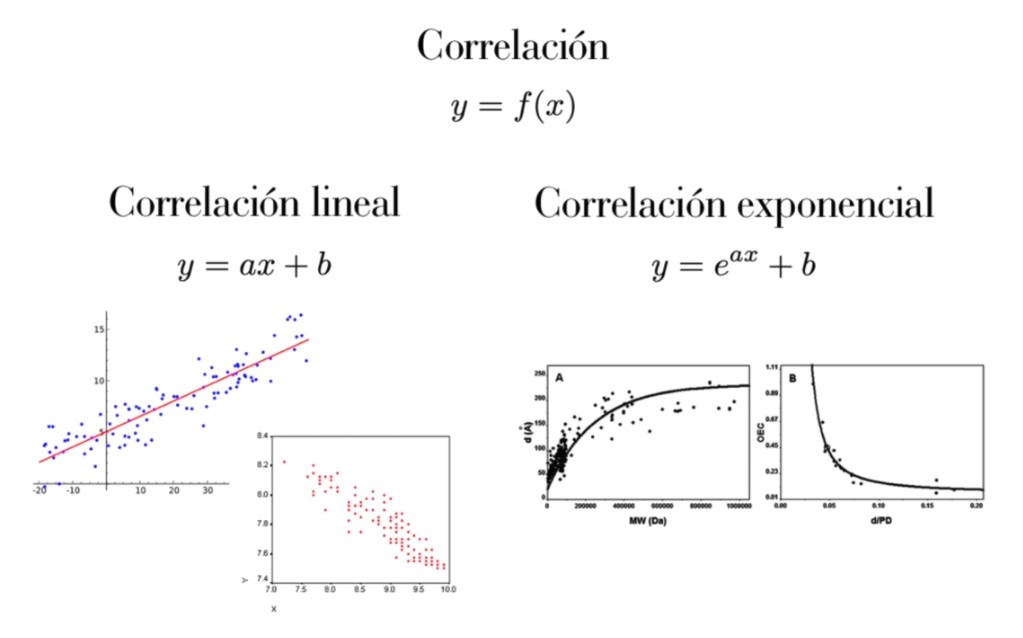 Correlación
y = f(x)
Correlación lineal
y = ax + b
Correlación exponencial
y = e^{ax} + b
15
10
5
-20 -10 10 20 30
8.4
8.2
8.0
7.8
7.6
7.4
Y
7.0 7.5 8.0 8.5 9.0 9.5 10.0
X
A
250
200
150
100
50
0
d (Å)
0 200000 400000 600000 800000 1000000
MW (Da)
B
1.11
0.89
0.67
0.45
0.23
0.01
OEC
0.00 0.05 0.10 0.15 0.20
d/PD